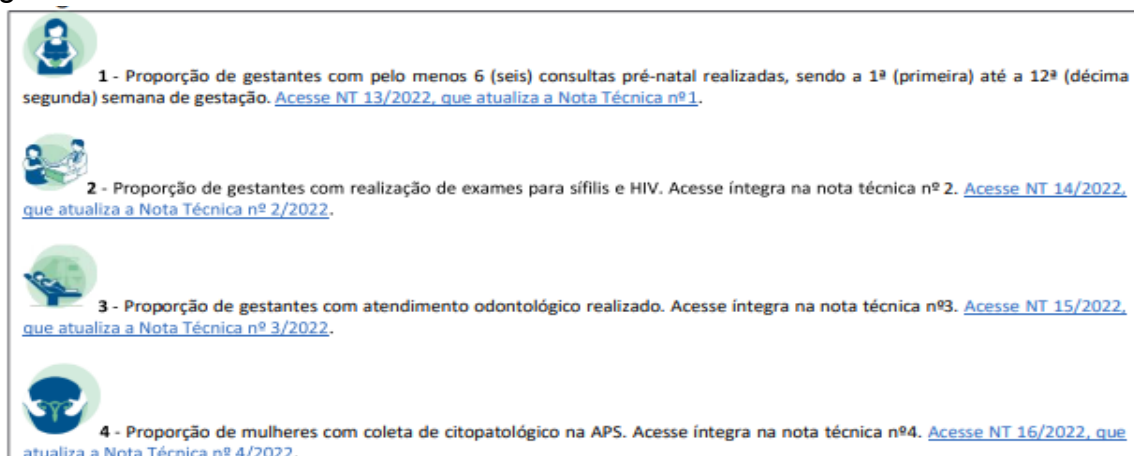 1 - Proporção de gestantes com pelo menos 6 (seis) consultas pré-natal realizadas, sendo a 1ª (primeira) até a 12ª (décima
segunda) semana de gestação. Acesse NT 13/2022, que atualiza a Nota Técnica nº1.
2 - Proporção de gestantes com realização de exames para sífilis e HIV. Acesse íntegra na nota técnica nº 2. Acesse NT 14/2022,
que atualiza a Nota Técnica nº 2/2022.
3 - Proporção de gestantes com atendimento odontológico realizado. Acesse íntegra na nota técnica nº3. Acesse NT 15/2022,
que atualiza a Nota Técnica nº 3/2022.
4 - Proporção de mulheres com coleta de citopatológico na APS. Acesse íntegra na nota técnica nº4. Acesse NT 16/2022, que
atualiza a Nota Técnica nº 4/2022.